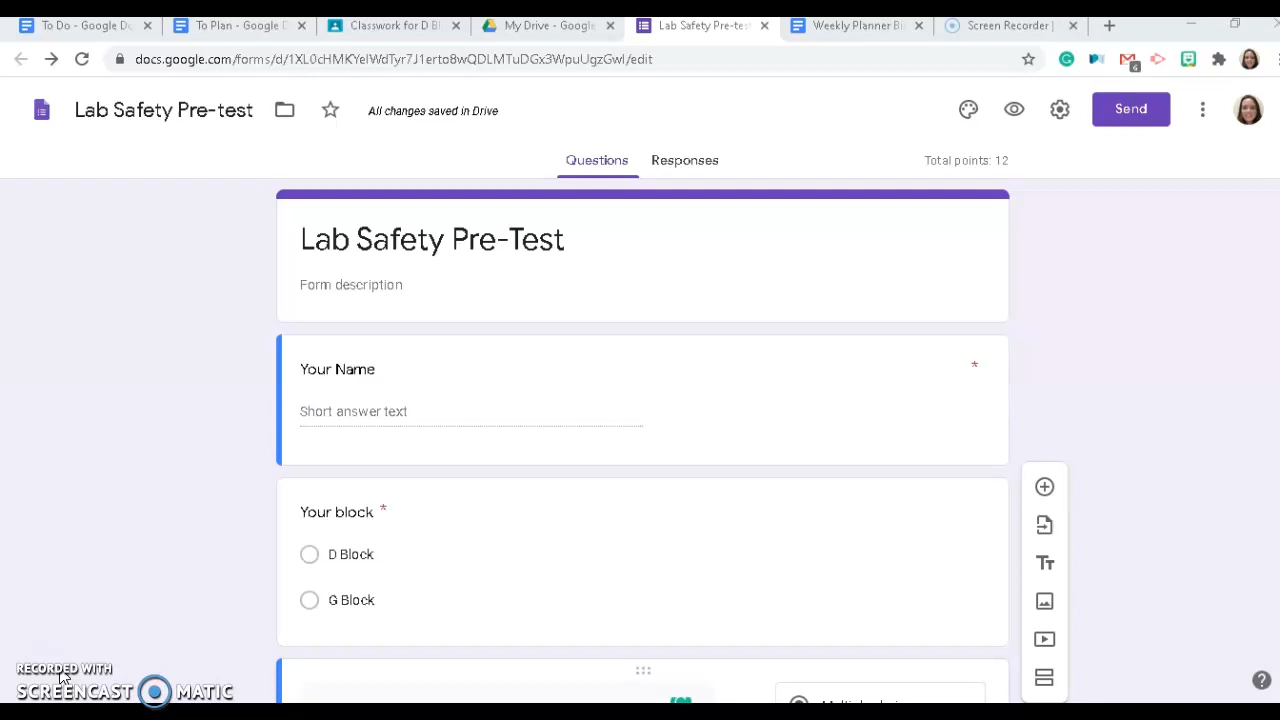 To Do - Google Do
To Plan - Google D
Classwork for D Bl
My Drive - Google
Lab Safety Pre-test
Weekly Planner Bi
Screen Recorder |
docs.google.com/forms/d/1XL0cHMKYeIWdTw7J1rrto8wQDLMTuDGx3WpuUgzGwI/edit
Lab Safety Pre-test
All changes saved in Drive
Send
Questions
Responses
Total points: 12
Lab Safety Pre-Test
Form description
Your Name
*
Short answer text
Your block *
D Block
G Block
RECORDED WITH
SCREENCAST MATIC